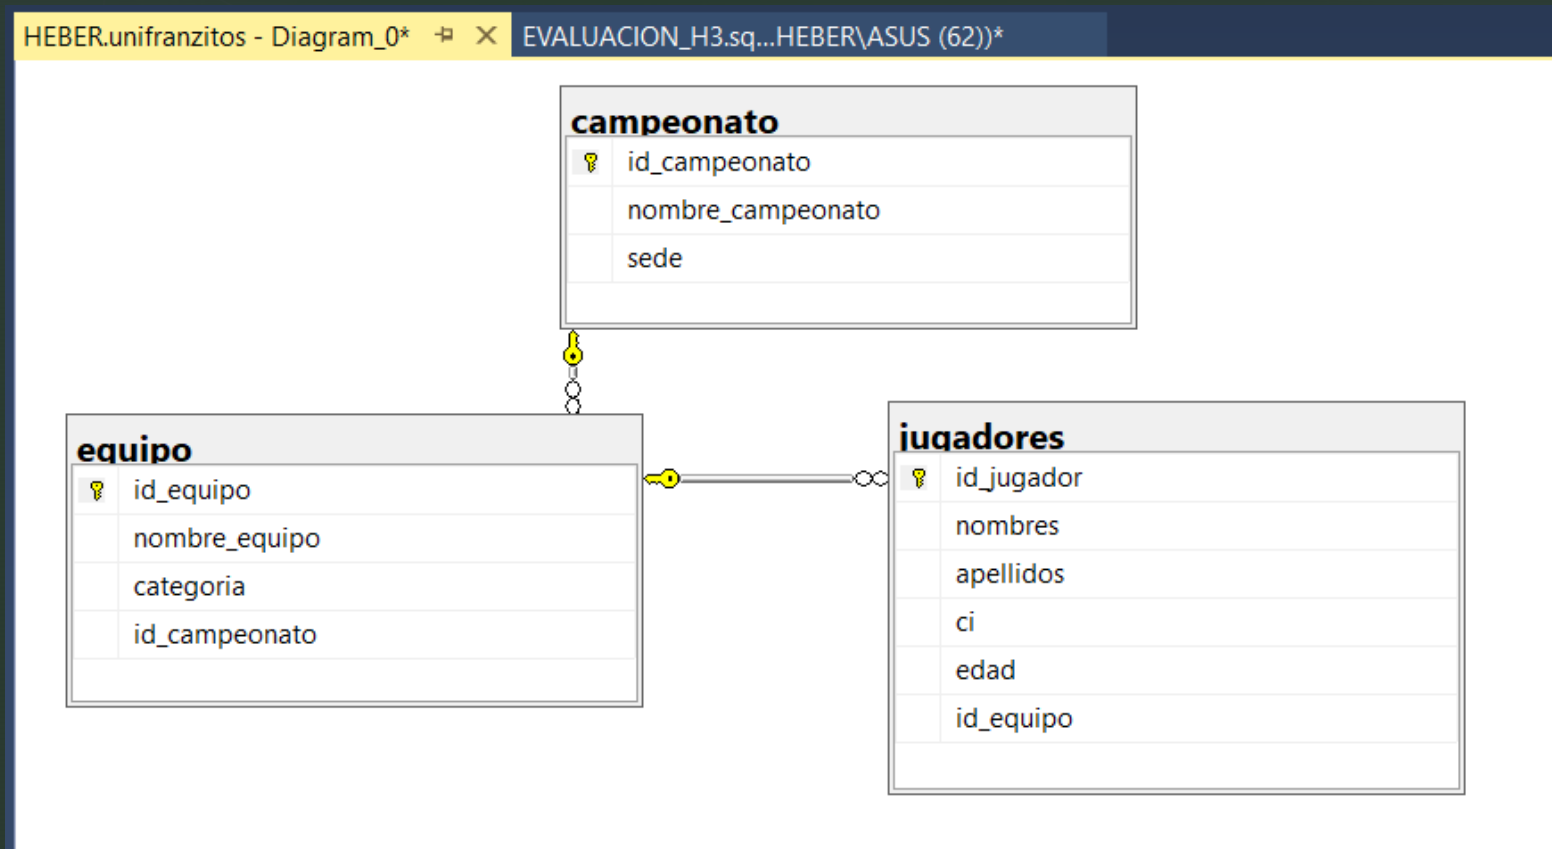 HEBER.unifranzitos - Diagram_0*
EVALUACION_H3.sq...HEBER\ASUS (62))*
campeonato
id_campeonato
nombre_campeonato
sede
equipo
id_equipo
nombre_equipo
categoria
id_campeonato
jugadores
id_jugador
nombres
apellidos
ci
edad
id_equipo